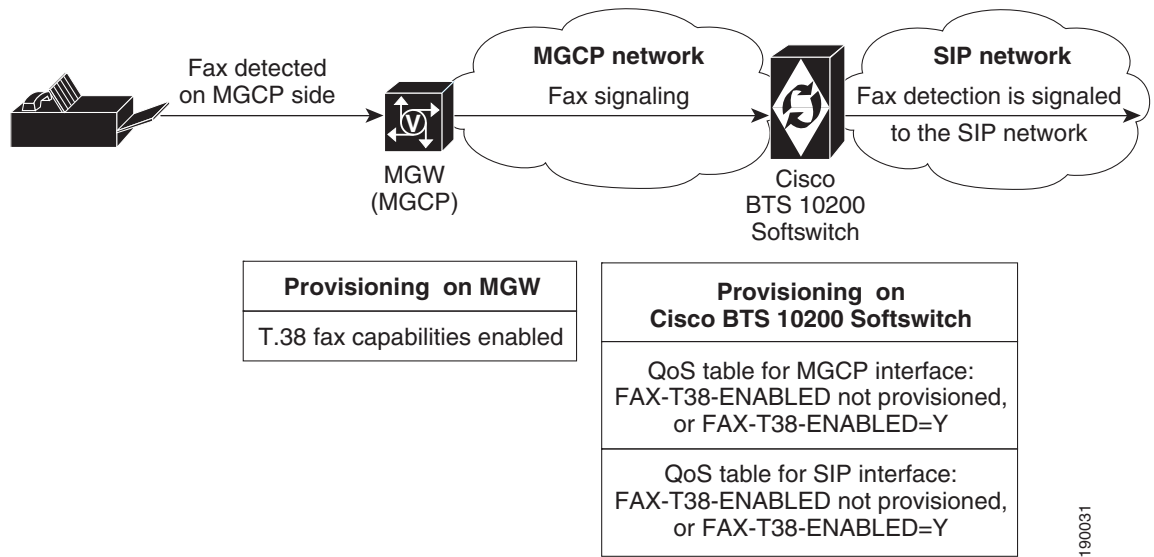 Fax detected
on MGCP side
V
MGW
(MGCP)
MGCP network
Fax signaling
Cisco
BTS 10200
Softswitch
SIP network
Fax detection is signaled
to the SIP network
Provisioning on MGW
T.38 fax capabilities enabled
Provisioning on
Cisco BTS 10200 Softswitch
QoS table for MGCP interface:
FAX-T38-ENABLED not provisioned,
or FAX-T38-ENABLED=Y
QoS table for SIP interface:
FAX-T38-ENABLED not provisioned,
or FAX-T38-ENABLED=Y
190031